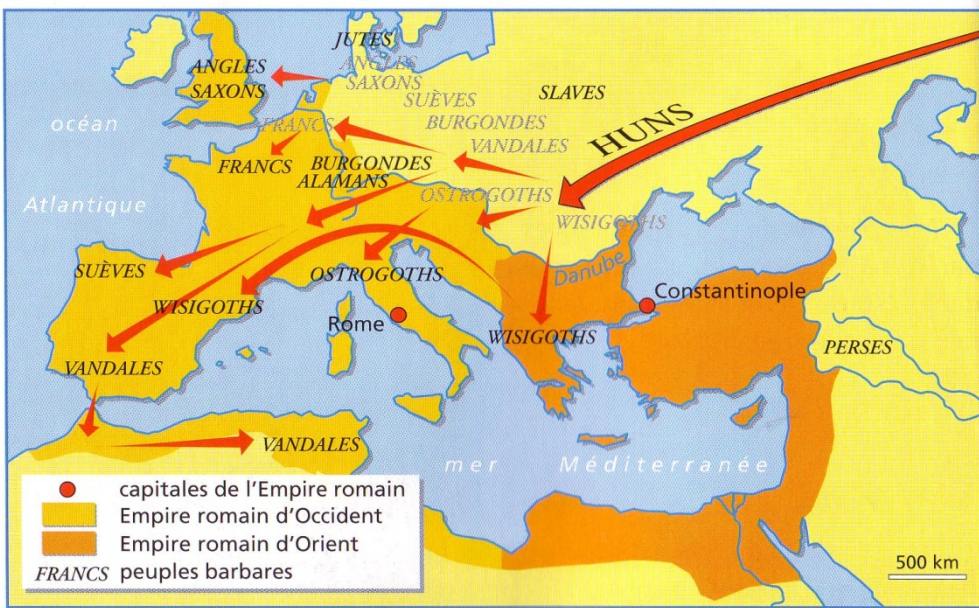 JUTES
ANGLES
SAXONS
ANGLES
SAXONS
SUÈVES
SLAVES
BURGONDES
VANDALES
HUNS
océan
FRANCS
FRANCS
BURGONDES
ALAMANS
OSTROGOTHS
WISIGOTHS
Atlantique
Danube
SUÈVES
OSTROGOTHS
WISIGOTHS
Constantinople
Rome
WISIGOTHS
PERSES
VANDALES
VANDALES
mer Méditerranée
capitales de l'Empire romain
Empire romain d'Occident
Empire romain d'Orient
FRANCS peuples barbares
500 km